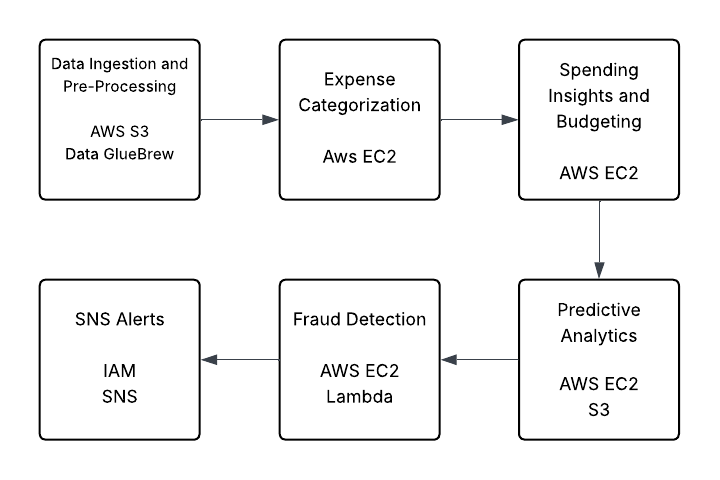 Data Ingestion and
Pre-Processing
AWS S3
Data GlueBrew
Expense
Categorization
Aws EC2
Spending
Insights and
Budgeting
AWS EC2
Predictive
Analytics
AWS EC2
S3
Fraud Detection
AWS EC2
Lambda
SNS Alerts
IAM
SNS